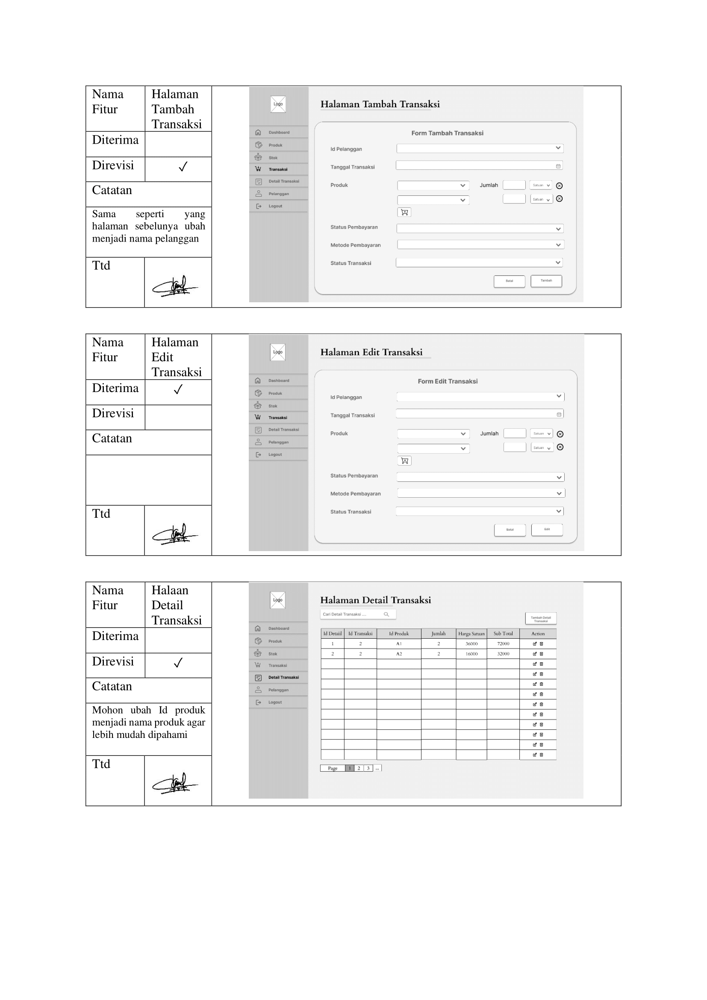 Nama
Fitur
Halaman
Tambah
Transaksi
Diterima
Direvisi ✓
Catatan
Sama seperti yang
halaman sebelunya ubah
menjadi nama pelanggan
Ttd
Logo
Dashboard
Produk
Stok
Transaksi
Detail Transaksi
Pelanggan
Logout
Halaman Tambah Transaksi
Form Tambah Transaksi
Id Pelanggan
Tanggal Transaksi
Produk Jumlah Satuan
Satuan
Status Pembayaran
Metode Pembayaran
Status Transaksi
Batal Tambah
Nama
Fitur
Halaman
Edit
Transaksi
Diterima ✓
Direvisi
Catatan
Ttd
Logo
Dashboard
Produk
Stok
Transaksi
Detail Transaksi
Pelanggan
Logout
Halaman Edit Transaksi
Form Edit Transaksi
Id Pelanggan
Tanggal Transaksi
Produk Jumlah Satuan
Satuan
Status Pembayaran
Metode Pembayaran
Status Transaksi
Batal Edit
Nama
Fitur
Halaan
Detail
Transaksi
Diterima
Direvisi ✓
Catatan
Mohon ubah Id produk
menjadi nama produk agar
lebih mudah dipahami
Ttd
Logo
Dashboard
Produk
Stok
Transaksi
Detail Transaksi
Pelanggan
Logout
Halaman Detail Transaksi
Cari Detail Transaksi ....
Tambah Detail
Transaksi
Id Detaiil Id Transaksi Id Produk Jumlah Harga Satuan Sub Total Action
1 2 A1 2 36000 72000
2 2 A2 2 16000 32000
Page 1 2 3 ...